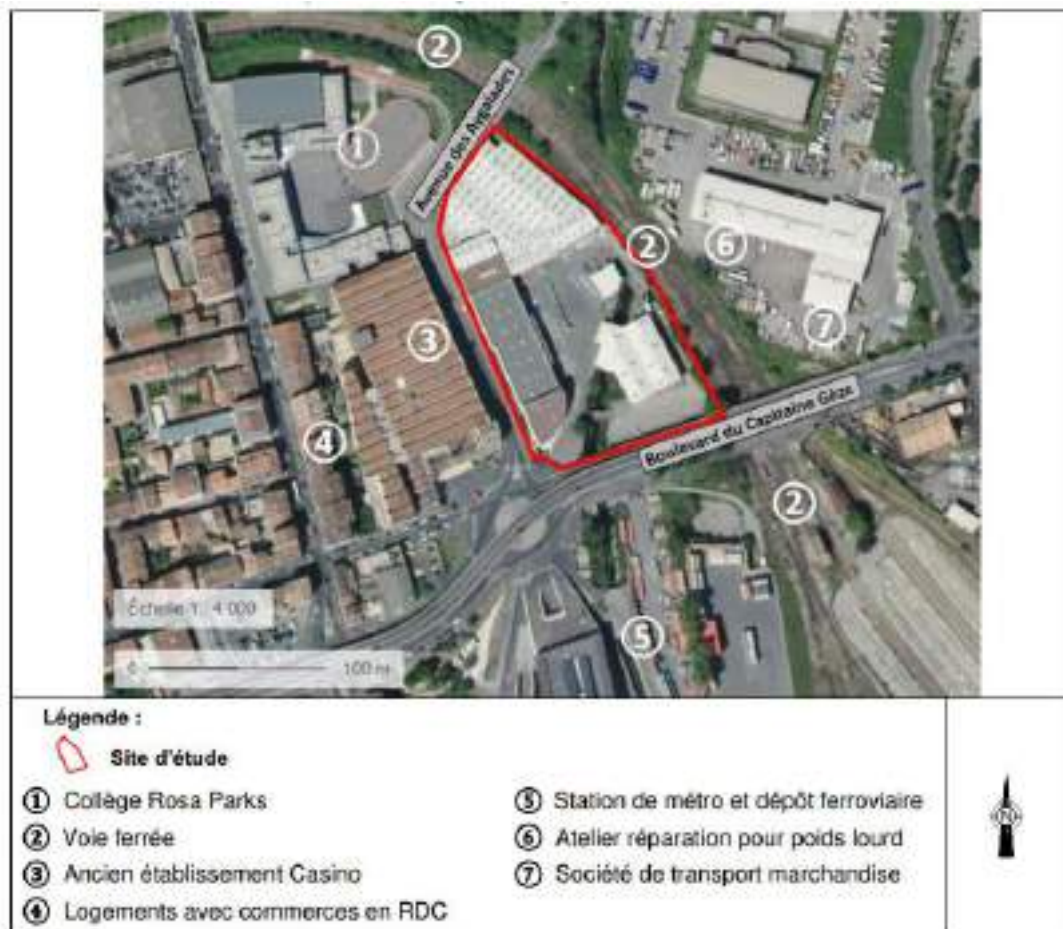 ②
Avenue des Aygalades
①
②
⑥
③
⑦
Boulevard du Capitaine Gèze
④
②
⑤
Échelle 1 : 4 000
0 100 m
Légende :
Site d'étude
① Collège Rosa Parks
② Voie ferrée
③ Ancien établissement Casino
④ Logements avec commerces en RDC
⑤ Station de métro et dépôt ferroviaire
⑥ Atelier réparation pour poids lourd
⑦ Société de transport marchandise
N